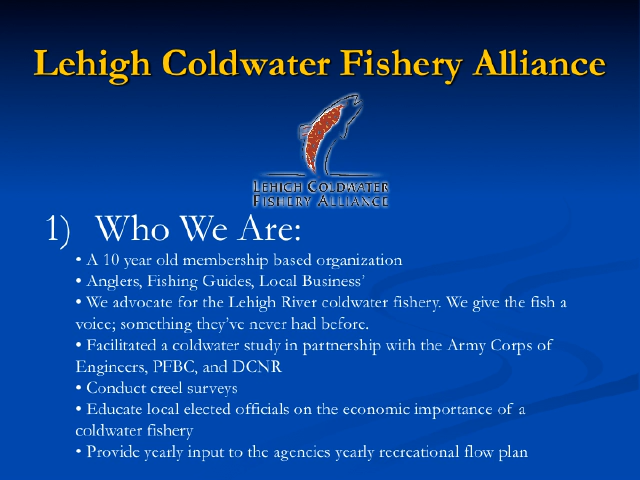 Lehigh Coldwater Fishery Alliance
LEHIGH COLDWATER
FISHERY ALLIANCE
1) Who We Are:
• A 10 year old membership based organization
• Anglers, Fishing Guides, Local Business’
• We advocate for the Lehigh River coldwater fishery. We give the fish a
voice; something they’ve never had before.
• Facilitated a coldwater study in partnership with the Army Corps of
Engineers, PFBC, and DCNR
• Conduct creel surveys
• Educate local elected officials on the economic importance of a
coldwater fishery
• Provide yearly input to the agencies yearly recreational flow plan